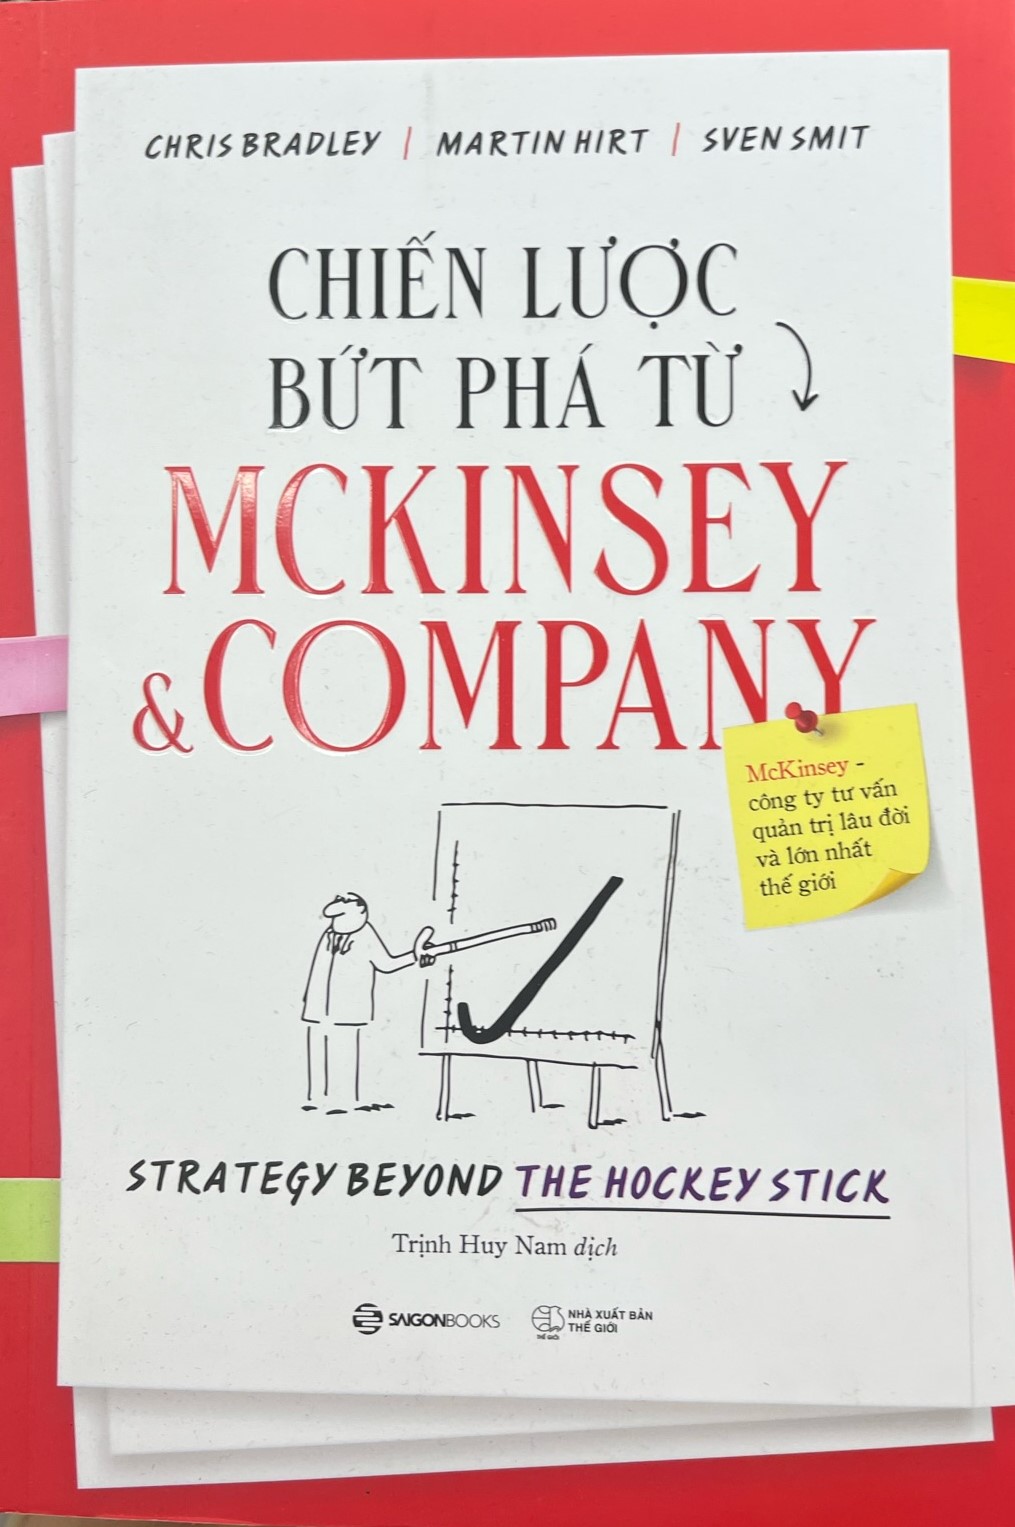 CHRIS BRADLEY | MARTIN HIRT | SVEN SMIT
CHIẾN LƯỢC
BỨT PHÁ TỪ
MCKINSEY
& COMPANY
McKinsey -
công ty tư vấn
quản trị lâu đời
và lớn nhất
thế giới
STRATEGY BEYOND THE HOCKEY STICK
Trịnh Huy Nam dịch
SAIGONBOOKS
NHÀ XUẤT BẢN
THẾ GIỚI
THẾ GIỚI